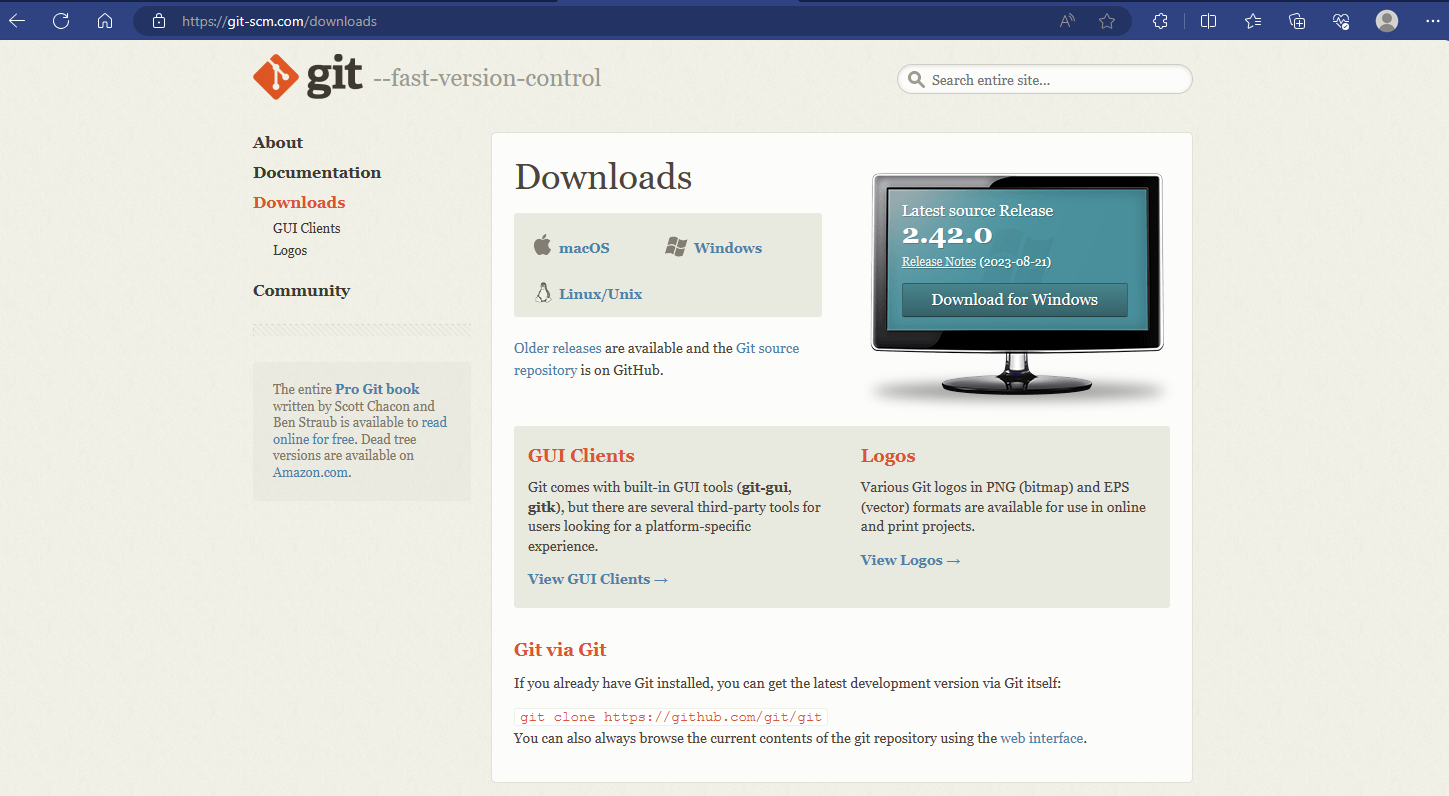 https://git-scm.com/downloads
git --fast-version-control
Search entire site...
About
Documentation
Downloads
GUI Clients
Logos
Community
The entire Pro Git book
written by Scott Chacon and
Ben Straub is available to read
online for free. Dead tree
versions are available on
Amazon.com.
Downloads
macOS
Windows
Linux/Unix
Older releases are available and the Git source
repository is on GitHub.
Latest source Release
2.42.0
Release Notes (2023-08-21)
Download for Windows
GUI Clients
Git comes with built-in GUI tools (git-gui,
gitk), but there are several third-party tools for
users looking for a platform-specific
experience.
View GUI Clients →
Logos
Various Git logos in PNG (bitmap) and EPS
(vector) formats are available for use in online
and print projects.
View Logos →
Git via Git
If you already have Git installed, you can get the latest development version via Git itself:
git clone https://github.com/git/git
You can also always browse the current contents of the git repository using the web interface.